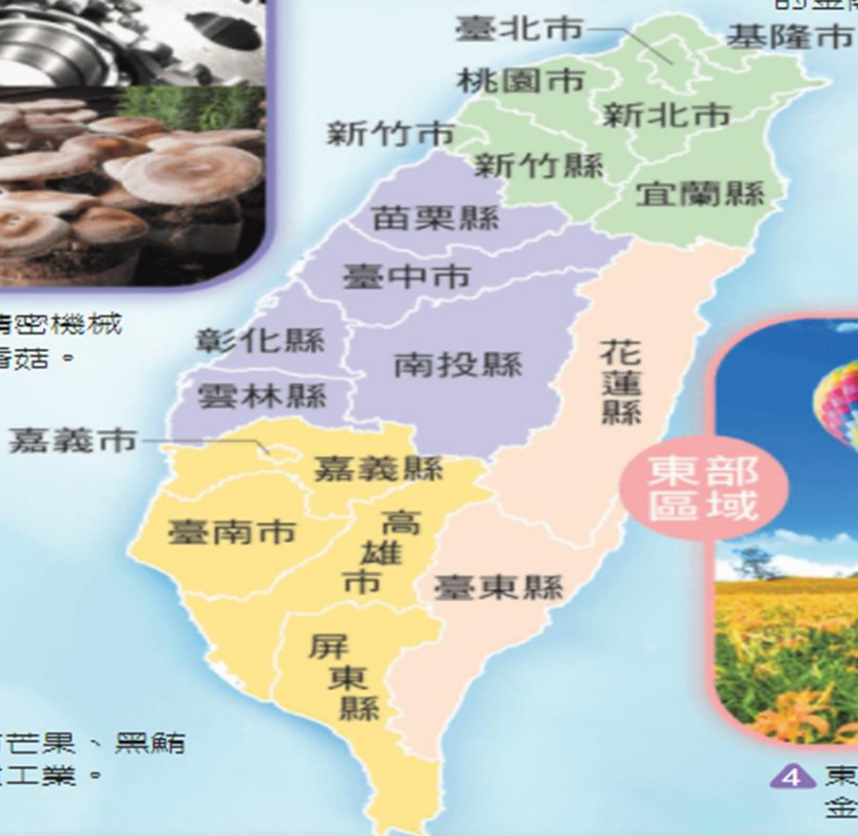 臺北市
基隆市
桃園市
新北市
新竹市
新竹縣
宜蘭縣
苗栗縣
臺中市
密機械
彰化縣
菇。
南投縣
花蓮縣
雲林縣
嘉義市
嘉義縣
東部
區域
臺南市
高雄市
臺東縣
屏東縣
芒果、黑鮪
工業。
4 東
金